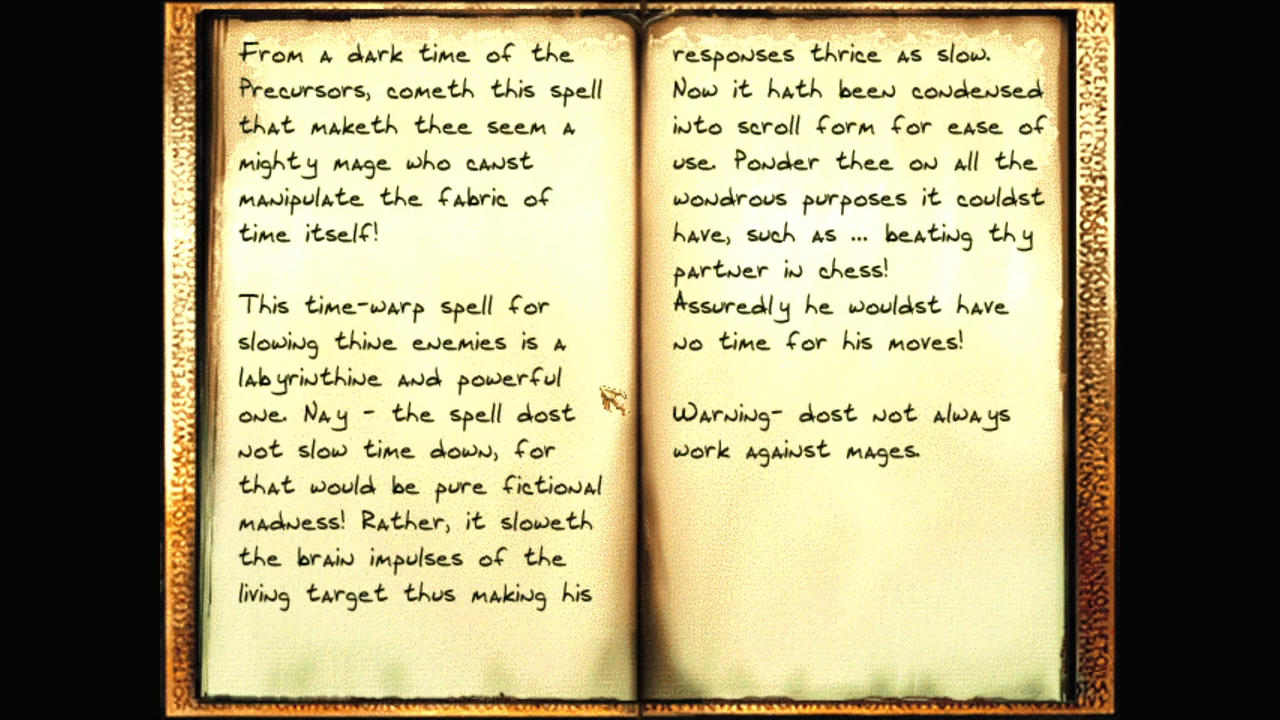 From a dark time of the
Precursors, cometh this spell
that maketh thee seem a
mighty mage who canst
manipulate the fabric of
time itself!
This time-warp spell for
slowing thine enemies is a
labyrinthine and powerful
one. Nay - the spell dost
not slow time down, for
that would be pure fictional
madness! Rather, it sloweth
the brain impulses of the
living target thus making his
responses thrice as slow.
Now it hath been condensed
into scroll form for ease of
use. Ponder thee on all the
wondrous purposes it couldst
have, such as ... beating thy
partner in chess!
Assuredly he wouldst have
no time for his moves!
Warning- dost not always
work against mages.